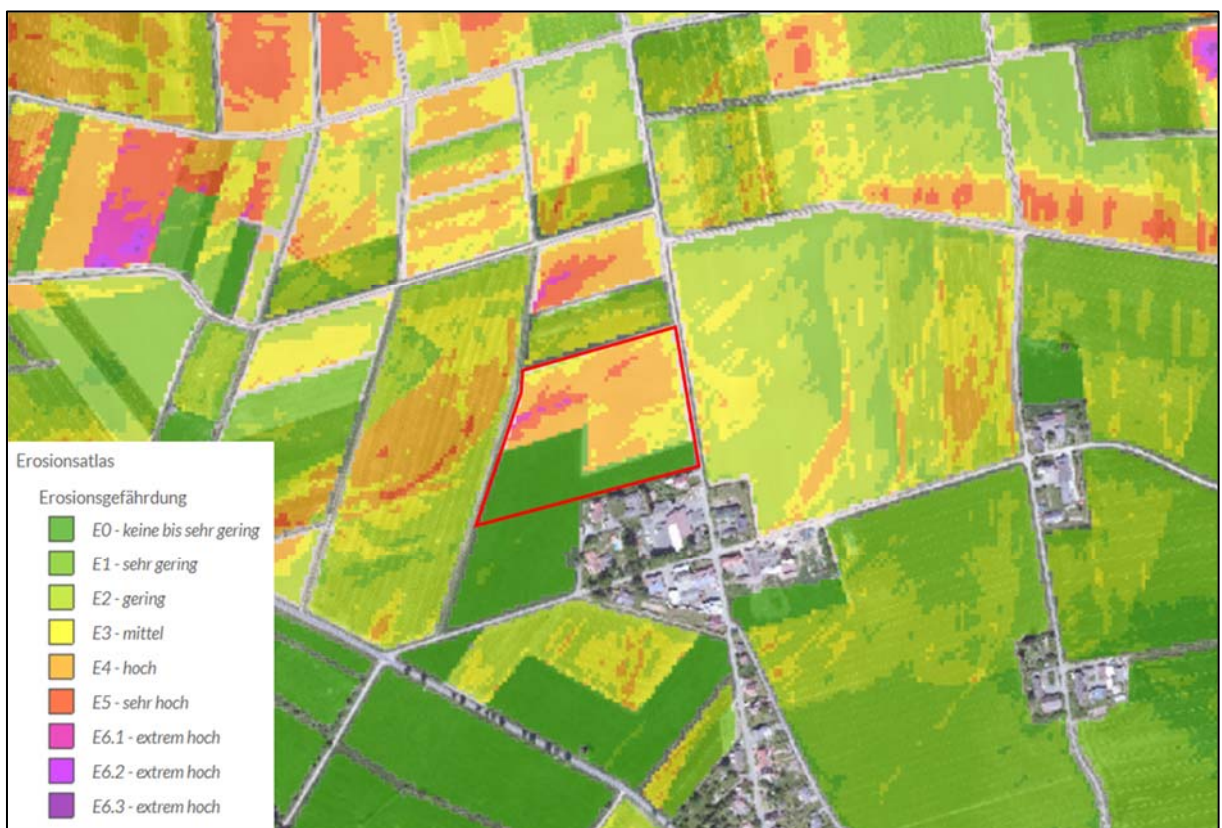 Erosionsatlas
Erosionsgefährdung
E0 - keine bis sehr gering
E1 - sehr gering
E2 - gering
E3 - mittel
E4 - hoch
E5 - sehr hoch
E6.1 - extrem hoch
E6.2 - extrem hoch
E6.3 - extrem hoch